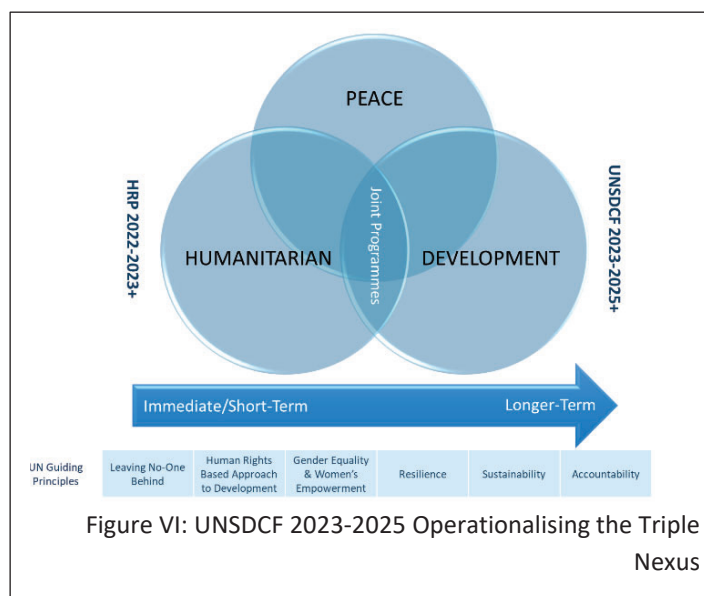 PEACE
HRP 2022-2023+
HUMANITARIAN
Joint Programmes
DEVELOPMENT
UNSDCF 2023-2025+
Immediate/Short-Term
Longer-Term
UN Guiding
Principles
Leaving No-One
Behind
Human Rights
Based Approach
to Development
Gender Equality
& Women's
Empowerment
Resilience
Sustainability
Accountability
Figure VI: UNSDCF 2023-2025 Operationalising the Triple
Nexus